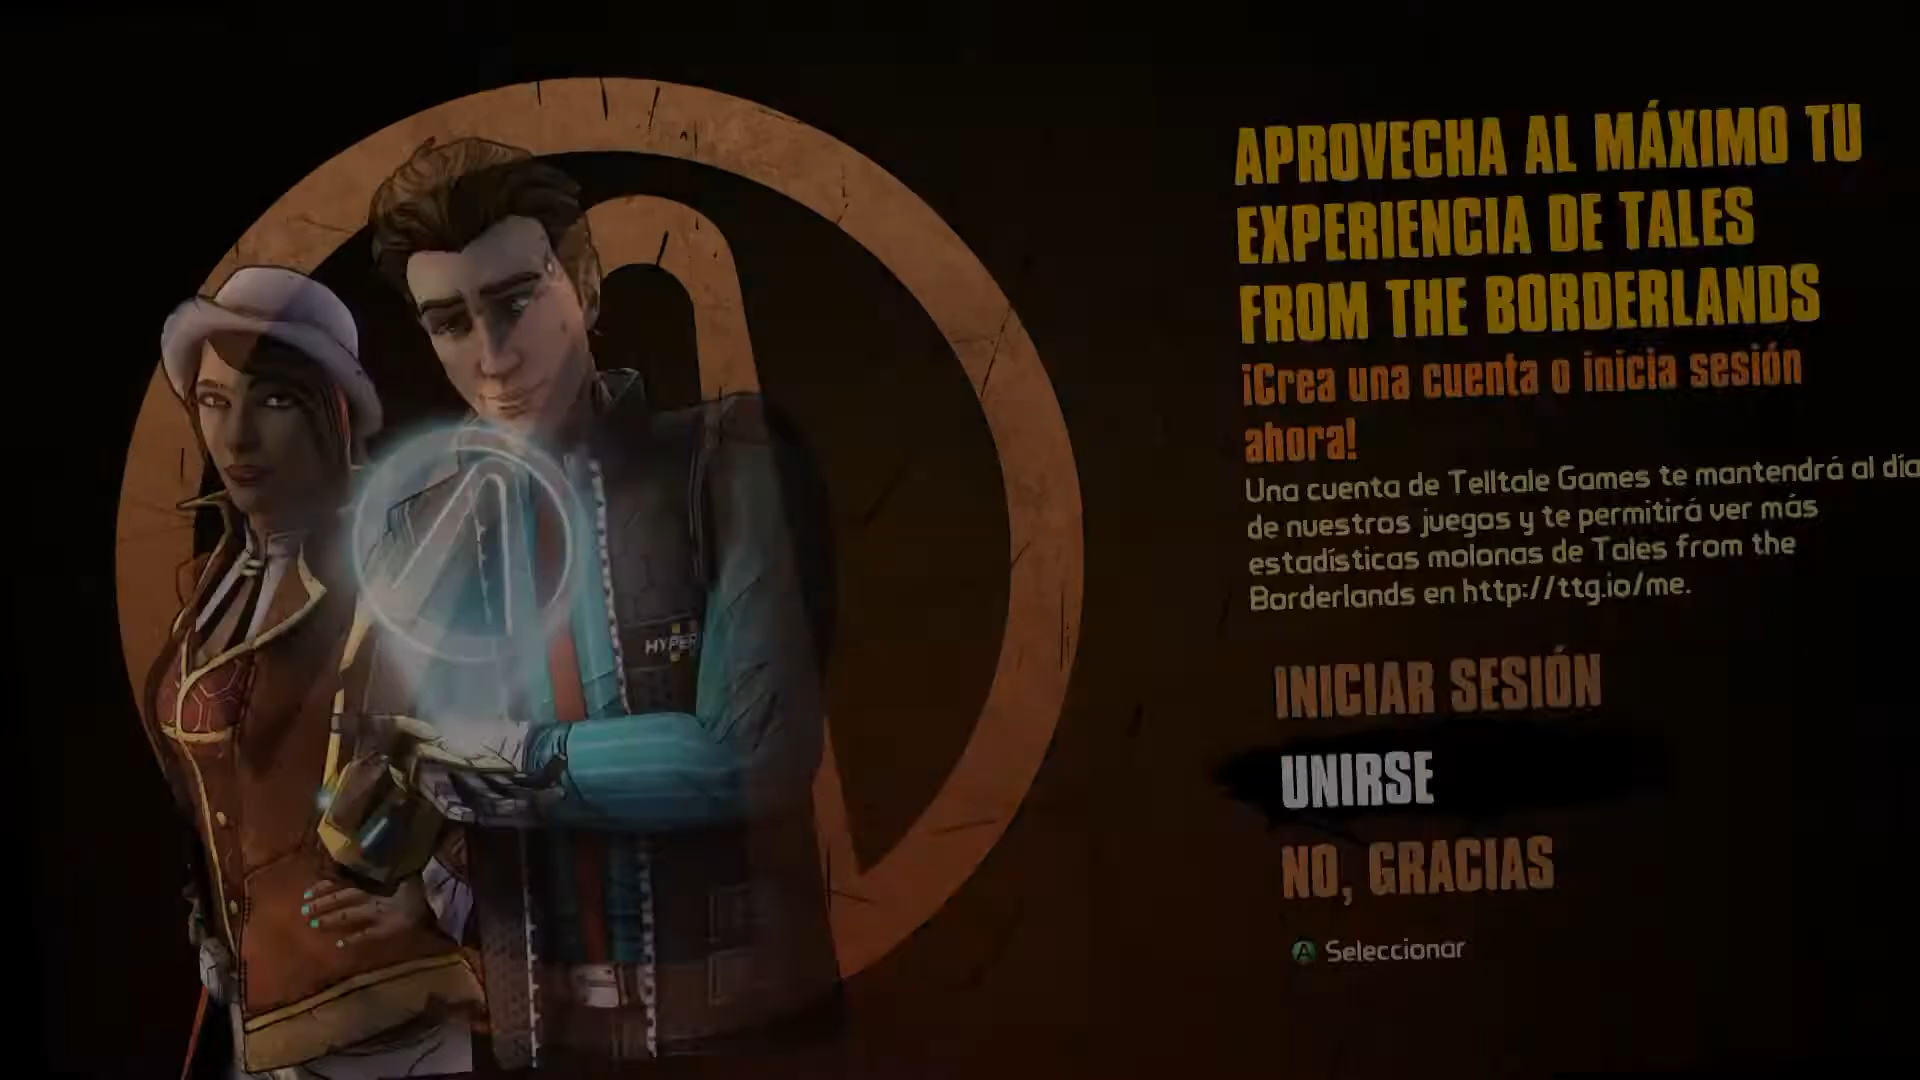 APROVECHA AL MÁXIMO TU
EXPERIENCIA DE TALES
FROM THE BORDERLANDS
¡Crea una cuenta o inicia sesión
ahora!
Una cuenta de Telltale Games te mantendrá al día
de nuestros juegos y te permitirá ver más
estadísticas molonas de Tales from the
Borderlands en http://ttg.io/me.
HYPER
INICIAR SESIÓN
UNIRSE
NO, GRACIAS
A Seleccionar